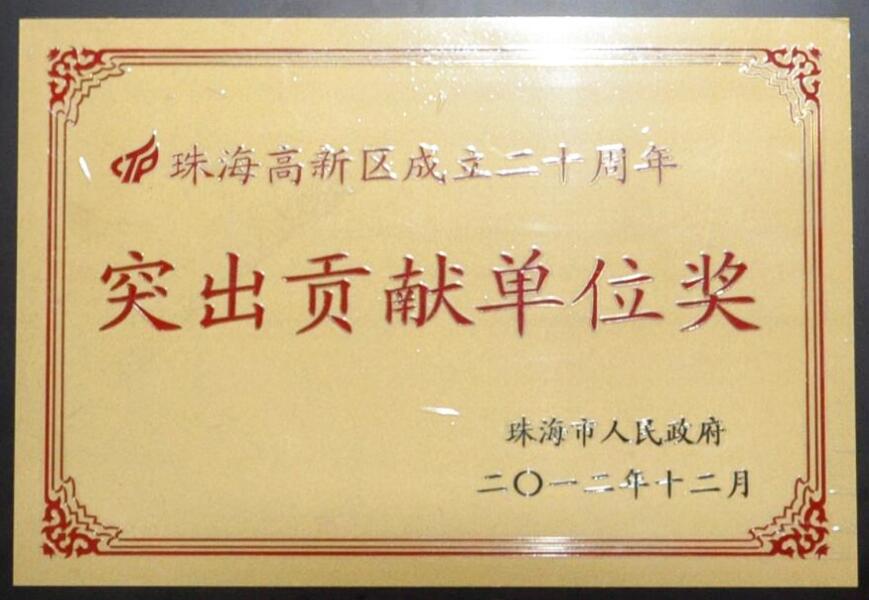 珠海高新区成立二十周年
突出贡献单位奖
珠海市人民政府
二〇一二年十二月